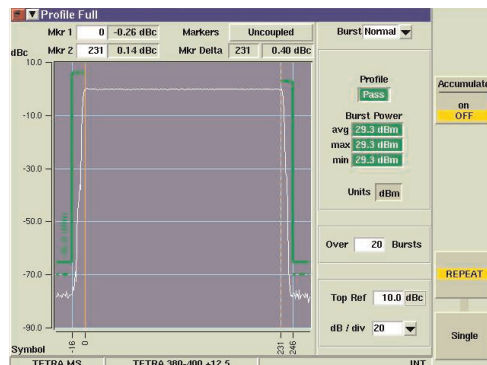 Profile Full
Mkr 1 0 -0.26 dBc Markers Uncoupled Burst Normal
dBc Mkr 2 231 0.14 dBc Mkr Delta 231 0.40 dBc
10.0
-10.0
-30.0
-50.0
-70.0
-90.0
Symbol -16 0 231 246
Profile
Pass
Burst Power
avg 29.3 dBm
max 29.3 dBm
min 29.3 dBm
Units dBm
Over 20 Bursts
Top Ref 10.0 dBc
dB / div 20
Accumulate
on
OFF
REPEAT
Single
TETRA MS TETRA 380-400 +12.5 INT